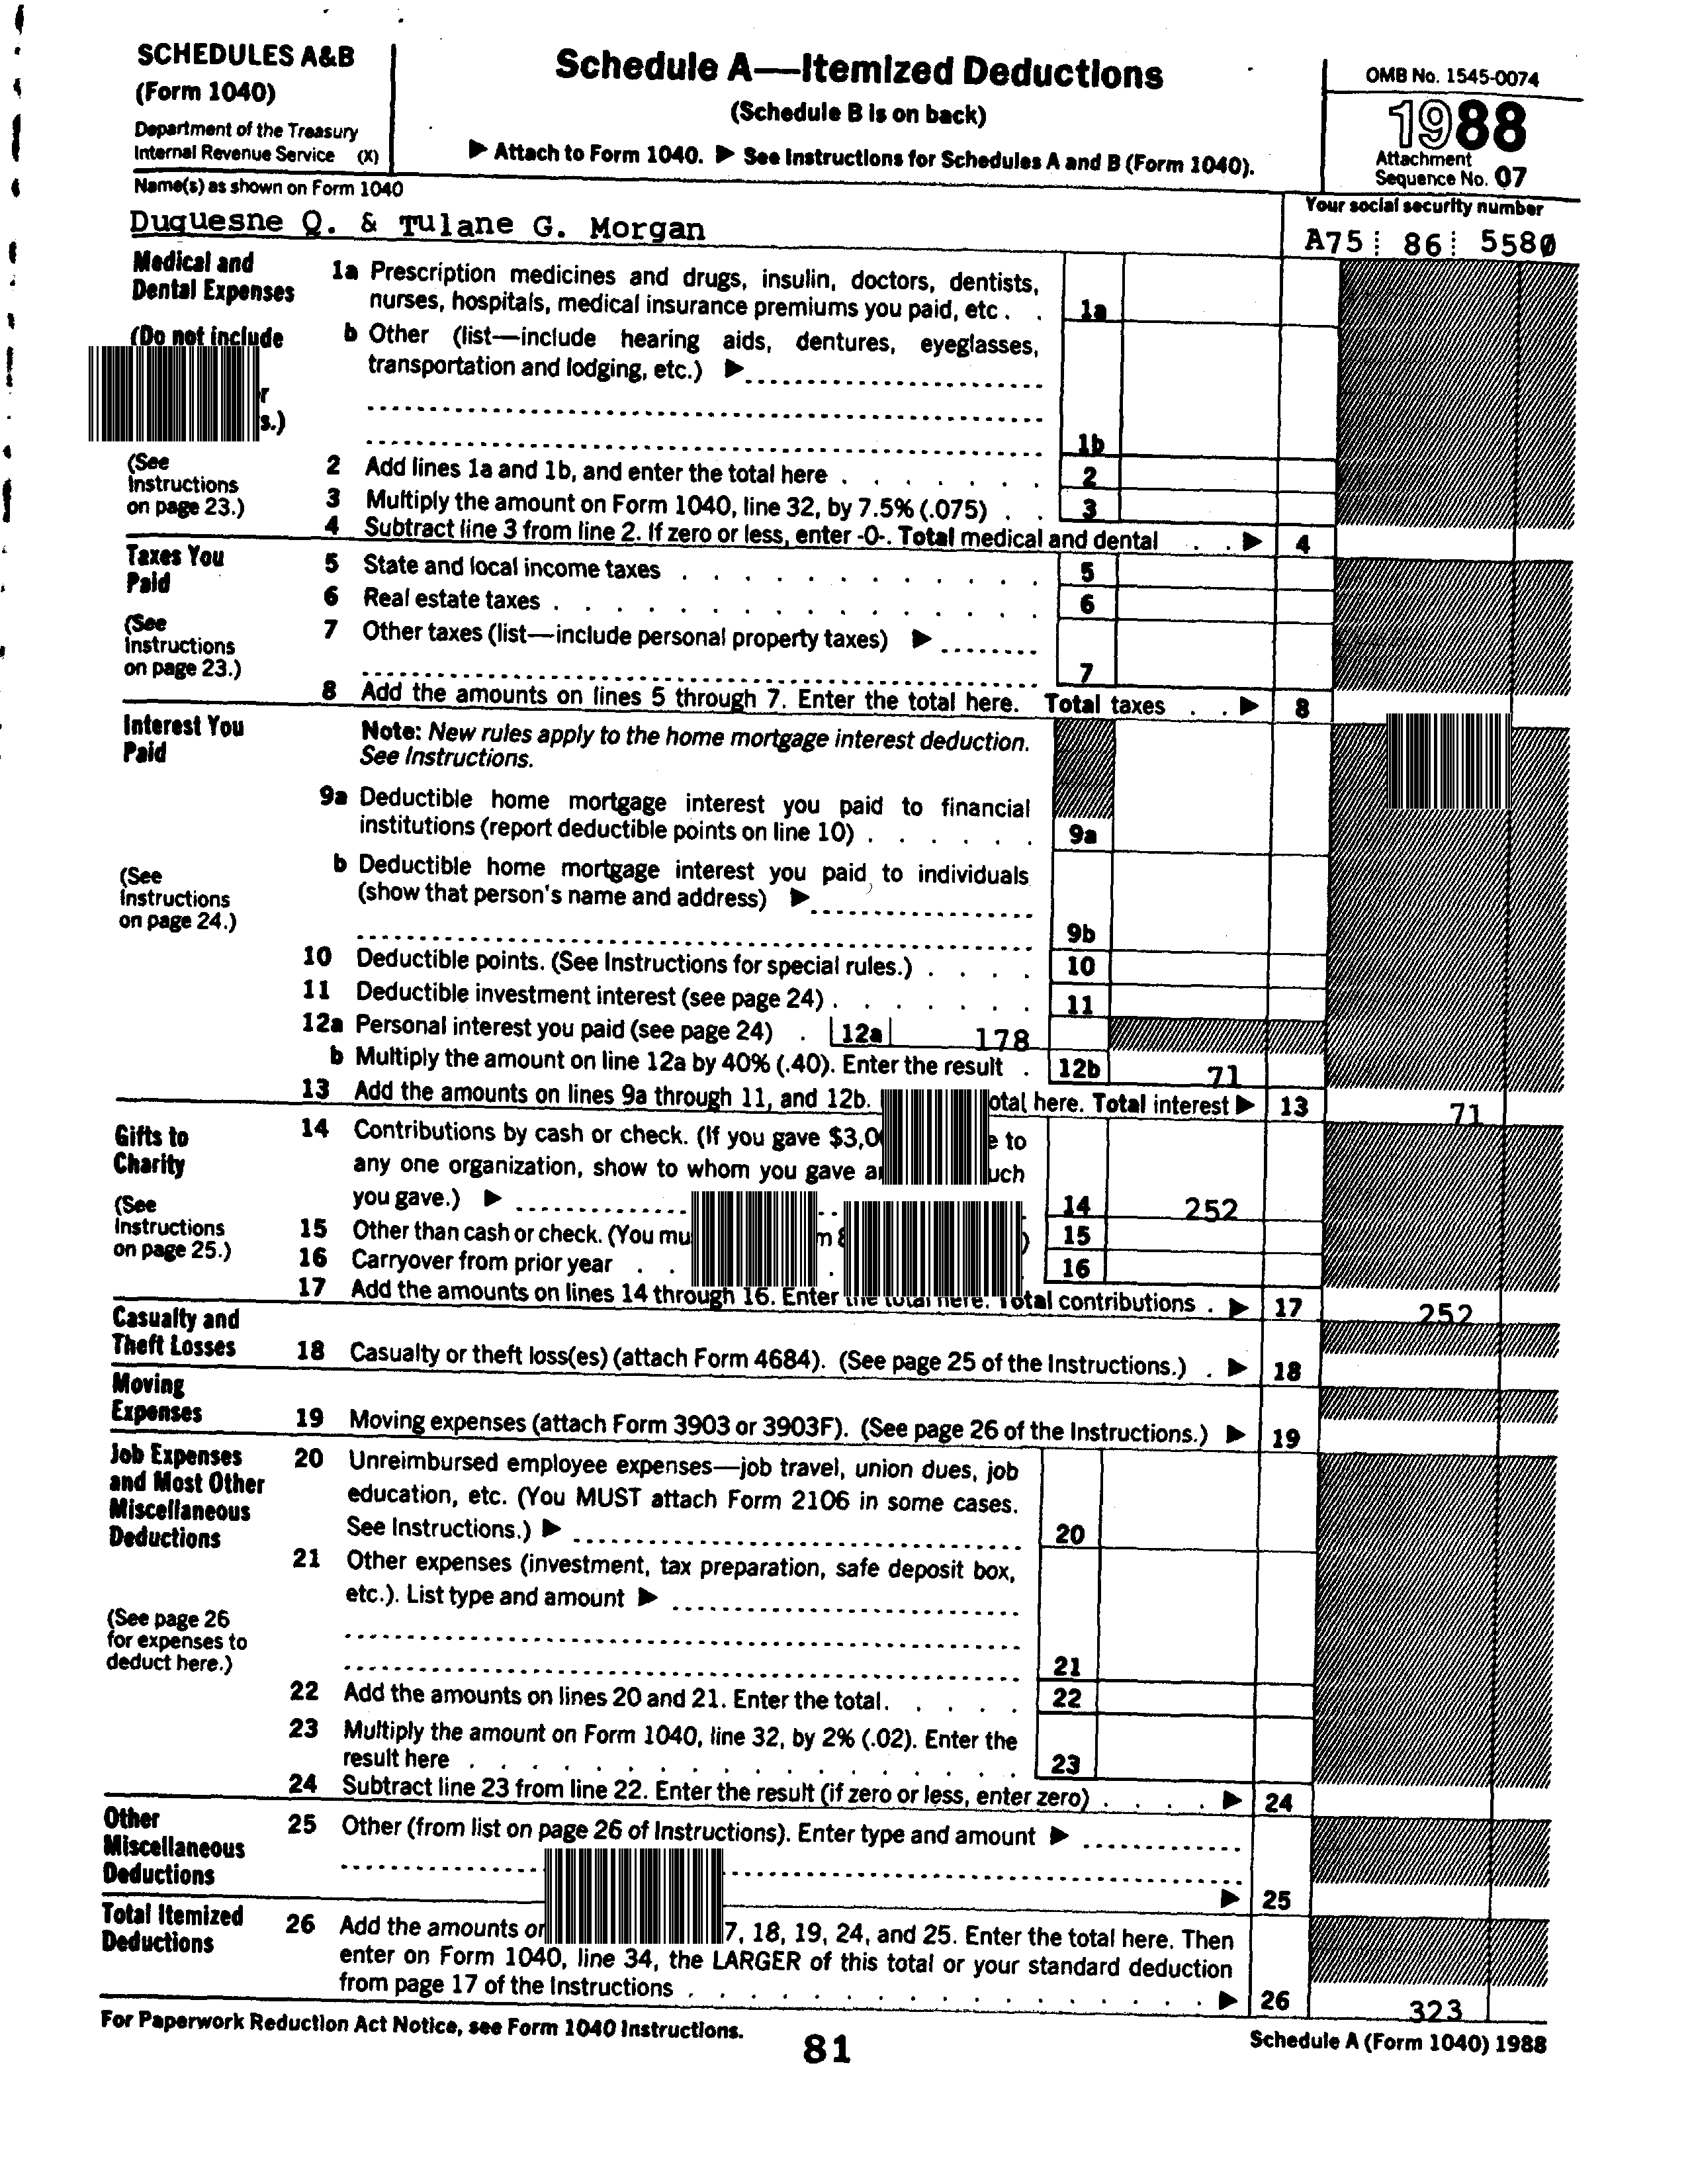 SCHEDULES A&B
(Form 1040)
Department of the Treasury
Internal Revenue Service (X)
Schedule A—Itemized Deductions
(Schedule B is on back)
▶ Attach to Form 1040. ▶ See Instructions for Schedules A and B (Form 1040).
OMB No. 1545-0074
1988
Attachment
Sequence No. 07
Name(s) as shown on Form 1040
Duquesne Q. & Tulane G. Morgan
Your social security number
A75 86 5580
Medical and
Dental Expenses
(Do not include
r
s.)
(See
Instructions
on page 23.)
1a Prescription medicines and drugs, insulin, doctors, dentists,
nurses, hospitals, medical insurance premiums you paid, etc . . 1a
b Other (list—include hearing aids, dentures, eyeglasses,
transportation and lodging, etc.) ▶
1b
2 Add lines 1a and 1b, and enter the total here . . . . . . . 2
3 Multiply the amount on Form 1040, line 32, by 7.5% (.075) . . 3
4 Subtract line 3 from line 2. If zero or less, enter -0-. Total medical and dental . . ▶ 4
Taxes You
Paid
(See
Instructions
on page 23.)
5 State and local income taxes . . . . . . . . . . . . 5
6 Real estate taxes . . . . . . . . . . . . . . . 6
7 Other taxes (list—include personal property taxes) ▶
7
8 Add the amounts on lines 5 through 7. Enter the total here. Total taxes . . ▶ 8
Interest You
Paid
(See
Instructions
on page 24.)
Note: New rules apply to the home mortgage interest deduction.
See Instructions.
9a Deductible home mortgage interest you paid to financial
institutions (report deductible points on line 10) . . . . . . 9a
b Deductible home mortgage interest you paid to individuals
(show that person's name and address) ▶
9b
10 Deductible points. (See Instructions for special rules.) . . . . 10
11 Deductible investment interest (see page 24) . . . . . . . 11
12a Personal interest you paid (see page 24) . 12a 178
b Multiply the amount on line 12a by 40% (.40). Enter the result . 12b 71
13 Add the amounts on lines 9a through 11, and 12b. otal here. Total interest ▶ 13 71
Gifts to
Charity
(See
Instructions
on page 25.)
14 Contributions by cash or check. (If you gave $3,0 e to
any one organization, show to whom you gave a uch
you gave.) ▶ 14 252
15 Other than cash or check. (You mu m ) 15
16 Carryover from prior year . . . 16
17 Add the amounts on lines 14 through 16. Enter the total here. Total contributions . ▶ 17 252
Casualty and
Theft Losses
18 Casualty or theft loss(es) (attach Form 4684). (See page 25 of the Instructions.) . ▶ 18
Moving
Expenses
19 Moving expenses (attach Form 3903 or 3903F). (See page 26 of the Instructions.) ▶ 19
Job Expenses
and Most Other
Miscellaneous
Deductions
(See page 26
for expenses to
deduct here.)
20 Unreimbursed employee expenses—job travel, union dues, job
education, etc. (You MUST attach Form 2106 in some cases.
See Instructions.) ▶ 20
21 Other expenses (investment, tax preparation, safe deposit box,
etc.). List type and amount ▶
21
22 Add the amounts on lines 20 and 21. Enter the total. . . . . 22
23 Multiply the amount on Form 1040, line 32, by 2% (.02). Enter the
result here . . . . . . . . . . . . . . . . . 23
24 Subtract line 23 from line 22. Enter the result (if zero or less, enter zero) . . . . ▶ 24
Other
Miscellaneous
Deductions
25 Other (from list on page 26 of Instructions). Enter type and amount ▶
▶ 25
Total Itemized
Deductions
26 Add the amounts or 7, 18, 19, 24, and 25. Enter the total here. Then
enter on Form 1040, line 34, the LARGER of this total or your standard deduction
from page 17 of the Instructions . . . . . . . . . . . . . . . . ▶ 26 323
For Paperwork Reduction Act Notice, see Form 1040 Instructions.
81
Schedule A (Form 1040) 1988